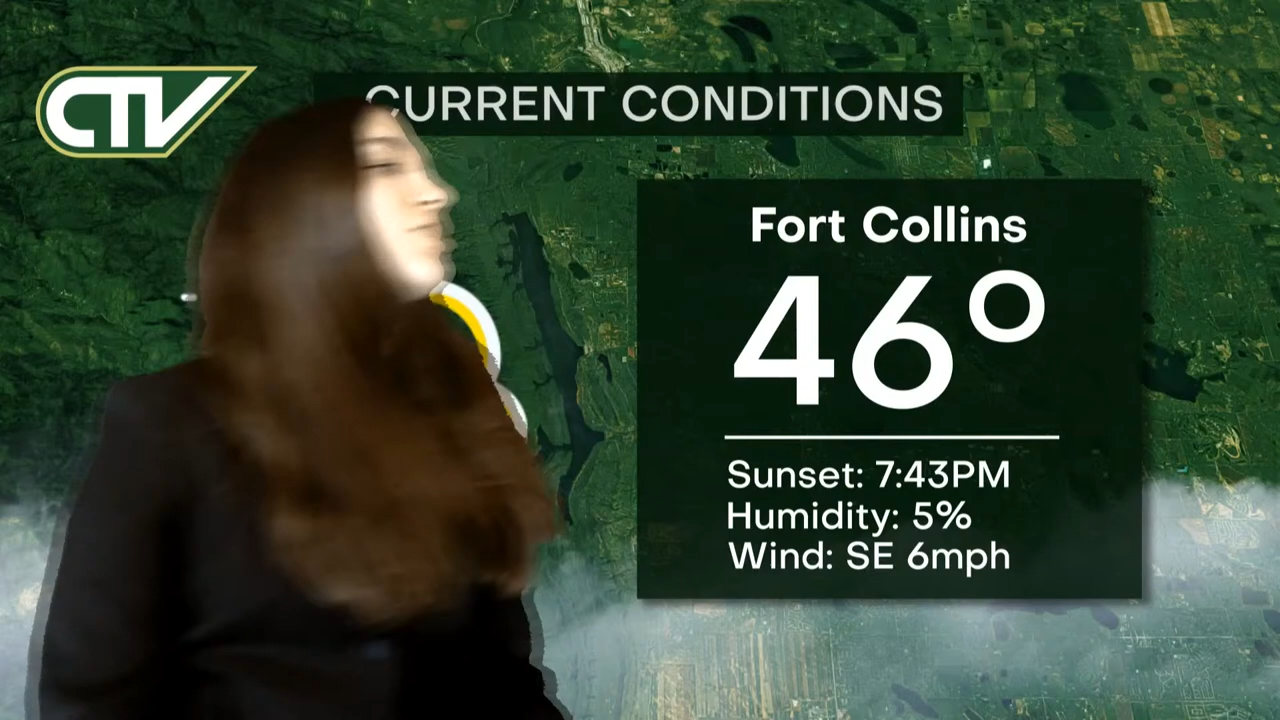 CTV
CURRENT CONDITIONS
Fort Collins
46°
Sunset: 7:43PM
Humidity: 5%
Wind: SE 6mph